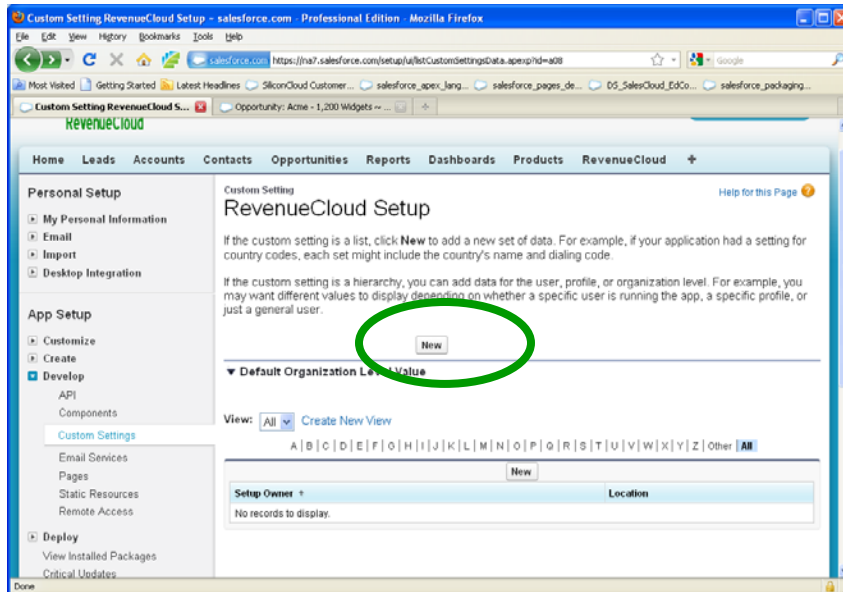 Custom Setting RevenueCloud Setup - salesforce.com - Professional Edition - Mozilla Firefox
File Edit View History Bookmarks Tools Help
salesforce.com https://na7.salesforce.com/setup/ui/listCustomSettingsData.apexp?id=a08
Google
Most Visited Getting Started Latest Headlines SiliconCloud Customer... salesforce_apex_lang... salesforce_pages_de... DS_SalesCloud_EdCo... salesforce_packaging...
Custom Setting RevenueCloud S... Opportunity: Acme - 1,200 Widgets ~ ...
RevenueCloud
Home Leads Accounts Contacts Opportunities Reports Dashboards Products RevenueCloud +
Personal Setup
My Personal Information
Email
Import
Desktop Integration
App Setup
Customize
Create
Develop
API
Components
Custom Settings
Email Services
Pages
Static Resources
Remote Access
Deploy
View Installed Packages
Critical Updates
Custom Setting
RevenueCloud Setup
Help for this Page ?
If the custom setting is a list, click New to add a new set of data. For example, if your application had a setting for
country codes, each set might include the country's name and dialing code.
If the custom setting is a hierarchy, you can add data for the user, profile, or organization level. For example, you
may want different values to display depending on whether a specific user is running the app, a specific profile, or
just a general user.
New
Default Organization Level Value
View: All Create New View
A | B | C | D | E | F | G | H | I | J | K | L | M | N | O | P | Q | R | S | T | U | V | W | X | Y | Z | Other | All
New
Setup Owner ↑ Location
No records to display.
Done